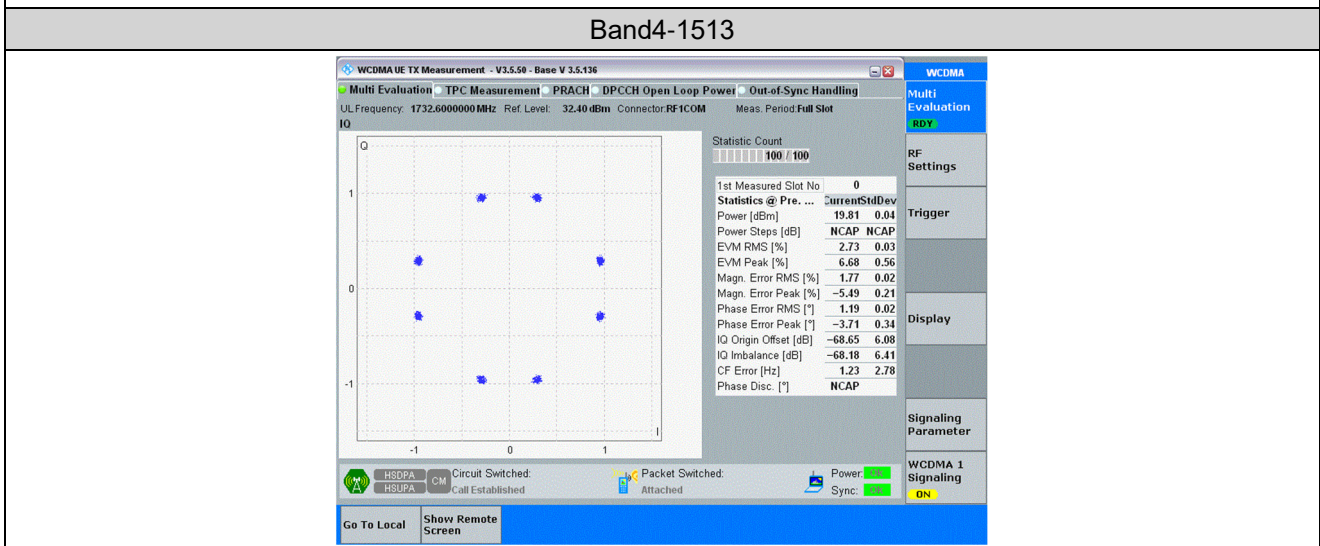 Band4-1513
WCDMA UE TX Measurement - V3.5.50 - Base V 3.5.136
WCDMA
Multi Evaluation TPC Measurement PRACH DPCCH Open Loop Power Out-of-Sync Handling
Multi
Evaluation
RDY
UL Frequency: 1732.6000000 MHz Ref. Level: 32.40 dBm Connector:RF1COM Meas. Period:Full Slot
IQ
Q
1
0
-1
-1 0 1
I
Statistic Count
100 / 100
1st Measured Slot No 0
Statistics @ Pre. ... CurrentStdDev
Power [dBm] 19.81 0.04
Power Steps [dB] NCAP NCAP
EVM RMS [%] 2.73 0.03
EVM Peak [%] 6.68 0.56
Magn. Error RMS [%] 1.77 0.02
Magn. Error Peak [%] −5.49 0.21
Phase Error RMS [°] 1.19 0.02
Phase Error Peak [°] −3.71 0.34
IQ Origin Offset [dB] −68.65 6.08
IQ Imbalance [dB] −68.18 6.41
CF Error [Hz] 1.23 2.78
Phase Disc. [°] NCAP
RF
Settings
Trigger
Display
Signaling
Parameter
WCDMA 1
Signaling
ON
HSDPA
HSUPA
CM
Circuit Switched:
Call Established
Packet Switched:
Attached
Power: OK
Sync: OK
Go To Local
Show Remote
Screen